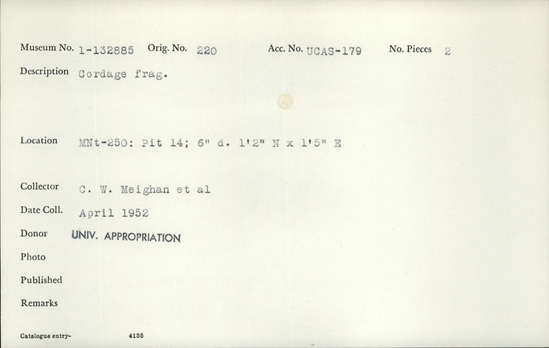 Museum No. 1-132885 Orig. No. 220 Acc. No. UCAS-179 No. Pieces 2
Description Cordage frag.
Location MNt-250: Pit 14; 6" d. 1'2" N x 1'5" E
Collector C. W. Meighan et al
Date Coll. April 1952
Donor UNIV. APPROPRIATION
Photo
Published
Remarks
Catalogue entry- 4135